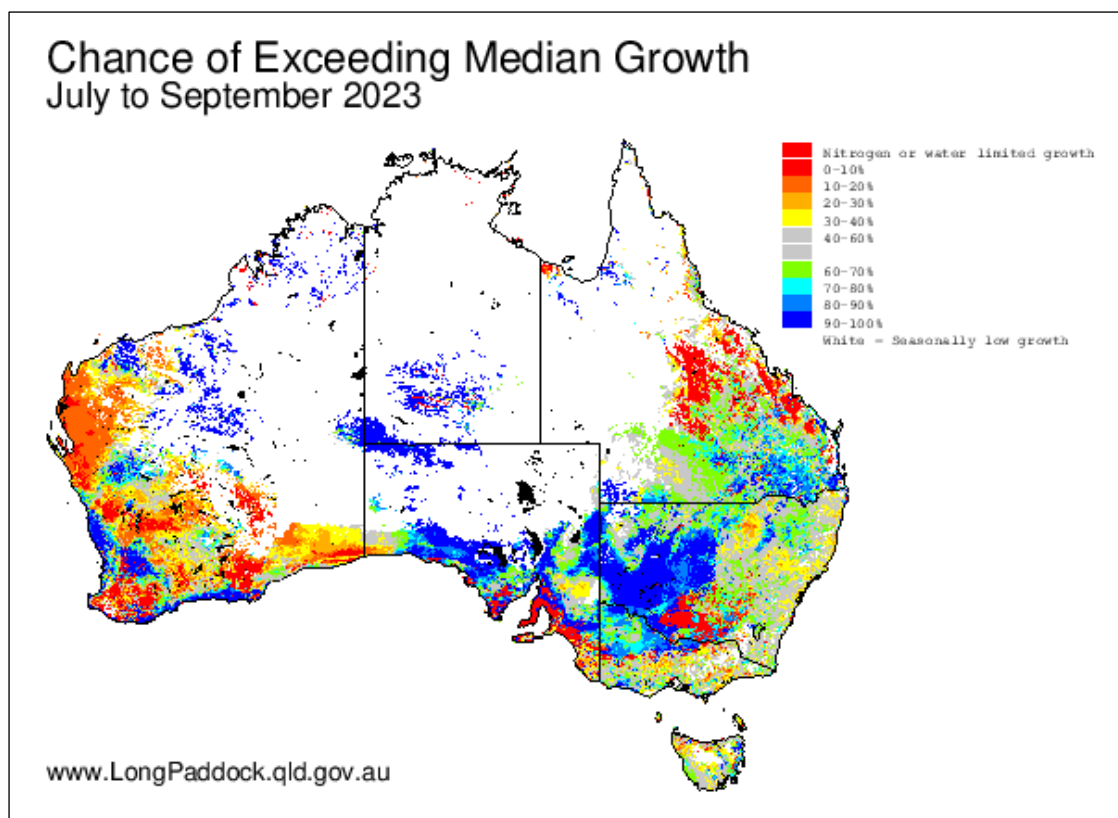 Chance of Exceeding Median Growth
July to September 2023
Nitrogen or water limited growth
0-10%
10-20%
20-30%
30-40%
40-60%
60-70%
70-80%
80-90%
90-100%
White = Seasonally low growth
www.LongPaddock.qld.gov.au